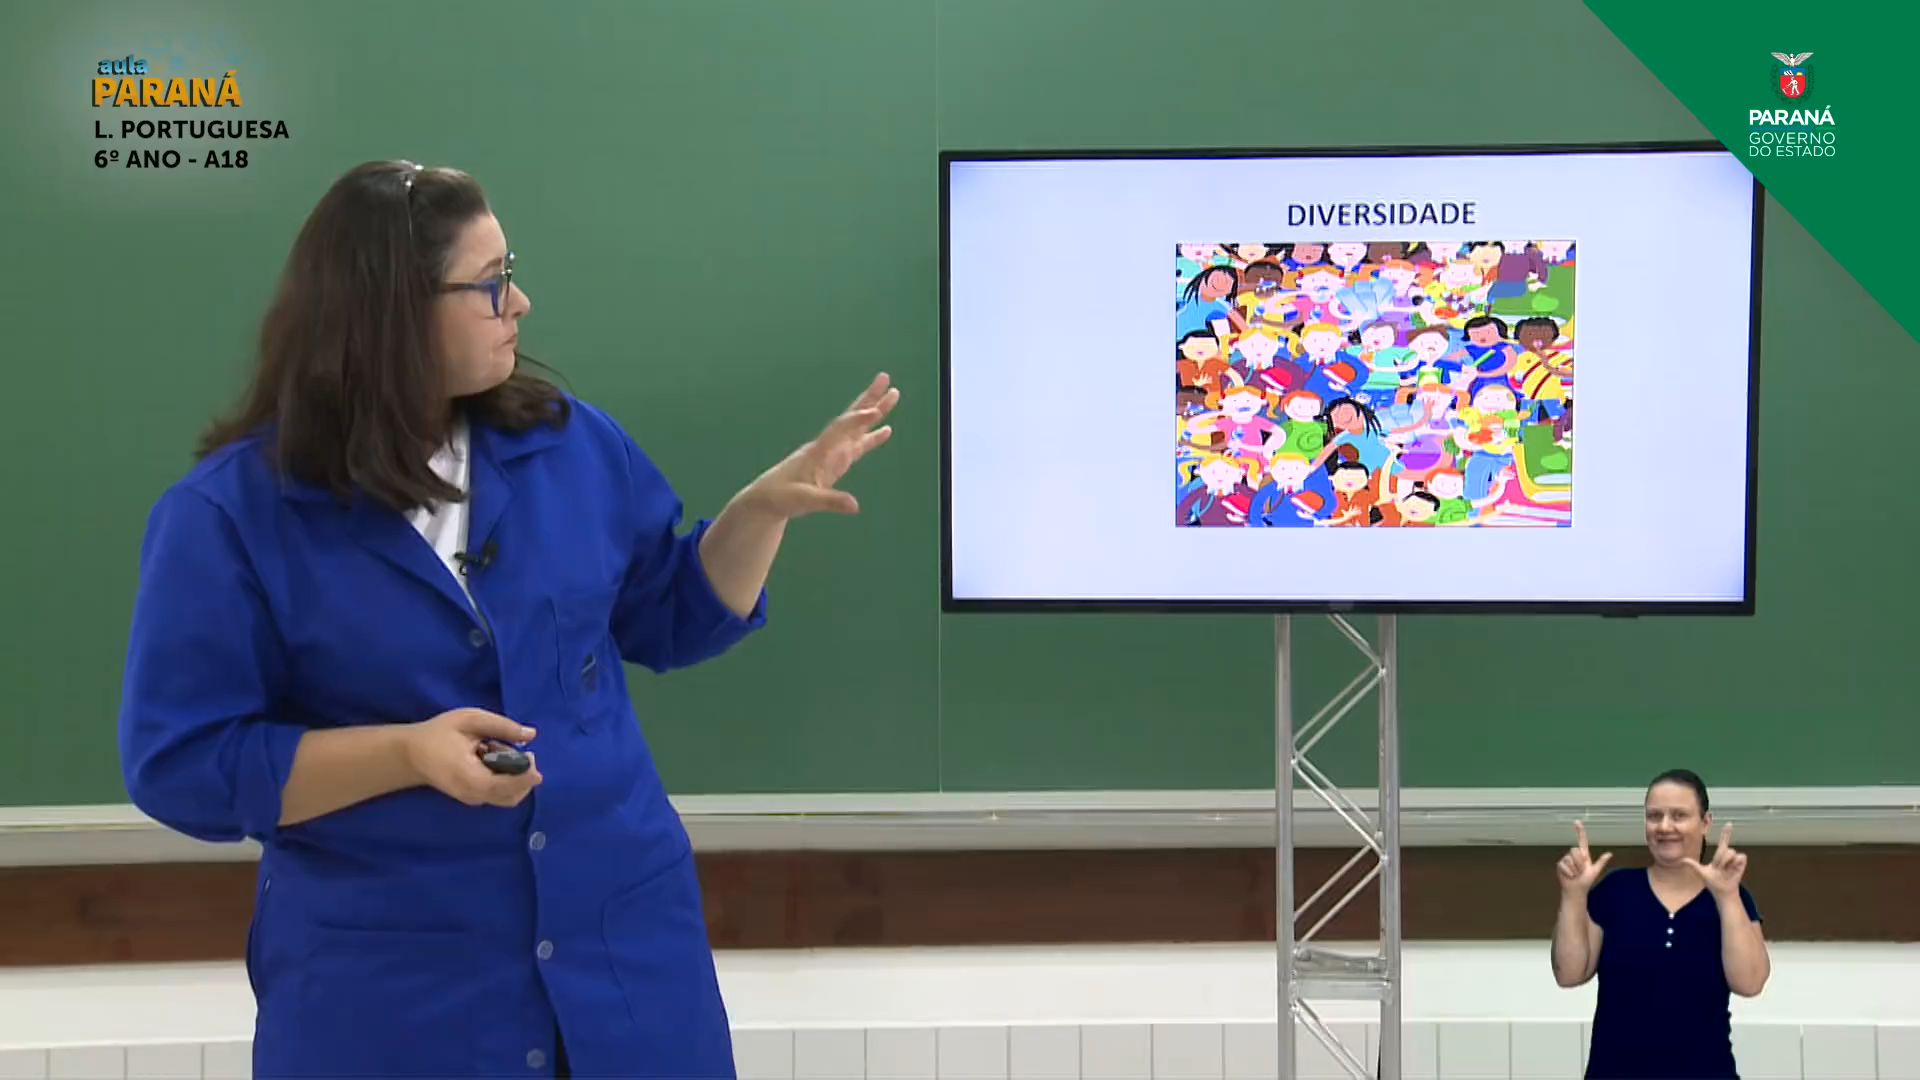 aula
PARANÁ
L. PORTUGUESA
6º ANO - A18
PARANÁ
GOVERNO
DO ESTADO
DIVERSIDADE